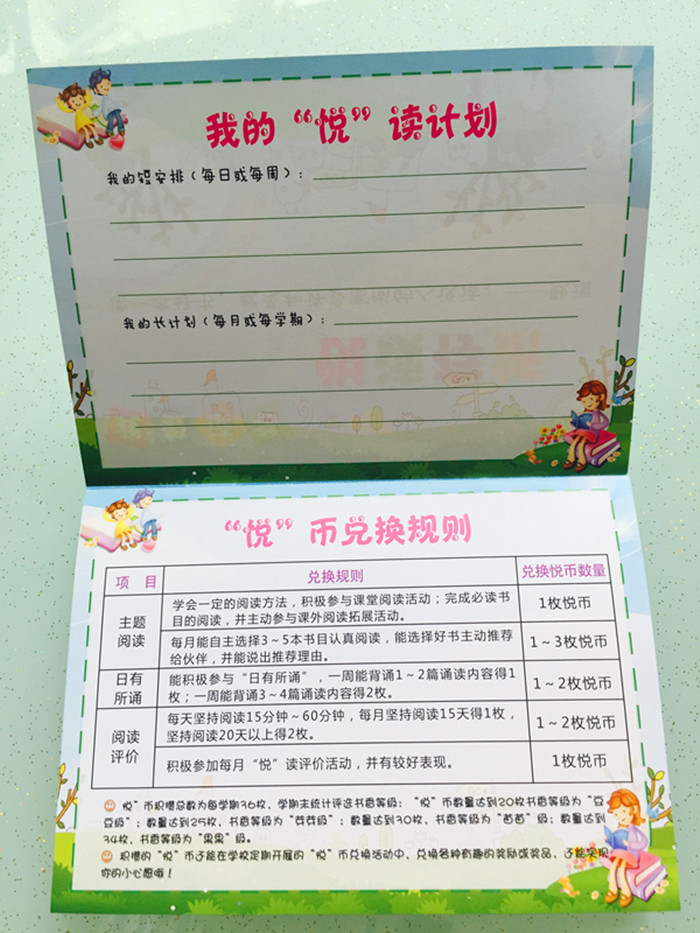 我的“悦”读计划
我的短安排（每日或每周）：
我的长计划（每月或每学期）：
“悦”币兑换规则
项 目 兑换规则 兑换悦币数量
主题阅读
学会一定的阅读方法，积极参与课堂阅读活动；完成必读书
目的阅读，并主动参与课外阅读拓展活动。
1枚悦币
每月能自主选择3~5本书目认真阅读，能选择好书主动推荐
给伙伴，并能说出推荐理由。
1~3枚悦币
日有所诵
能积极参与“日有所诵”，一周能背诵1~2篇诵读内容得1
枚；一周能背诵3~4篇诵读内容得2枚。
1~2枚悦币
阅读评价
每天坚持阅读15分钟~60分钟，每月坚持阅读15天得1枚，
坚持阅读20天以上得2枚。
1~2枚悦币
积极参加每月“悦”读评价活动，并有较好表现。
1枚悦币
悦”币积攒总数为每学期36枚，学期末统计评选书香等级：“悦”币数量达到20枚书香等级为“豆
豆级”；数量达到25枚，书香等级为“芽芽级”；数量达到30枚，书香等级为“苗苗”级；数量达到
34枚，书香等级为“果果”级。
积攒的“悦”币还能在学校定期开展的“悦”币兑换活动中，兑换各种有趣的奖励或奖品，还能实现
你的小心愿哦！